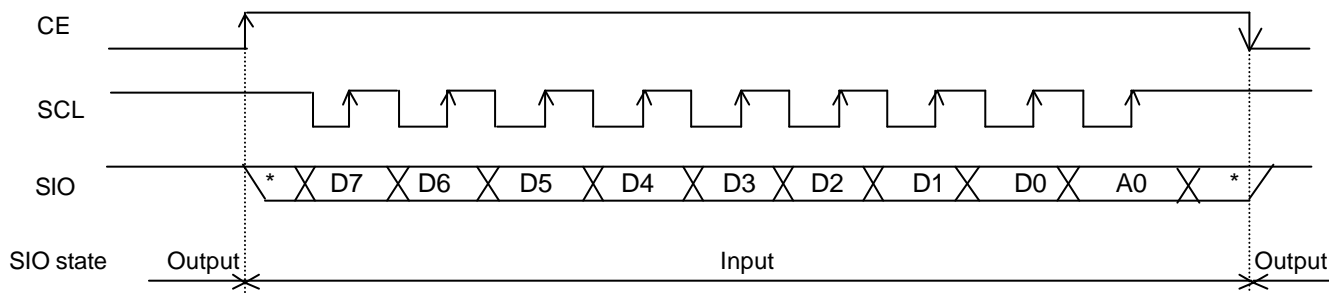 CE
SCL
SIO * D7 D6 D5 D4 D3 D2 D1 D0 A0 *
SIO state Output Input Output